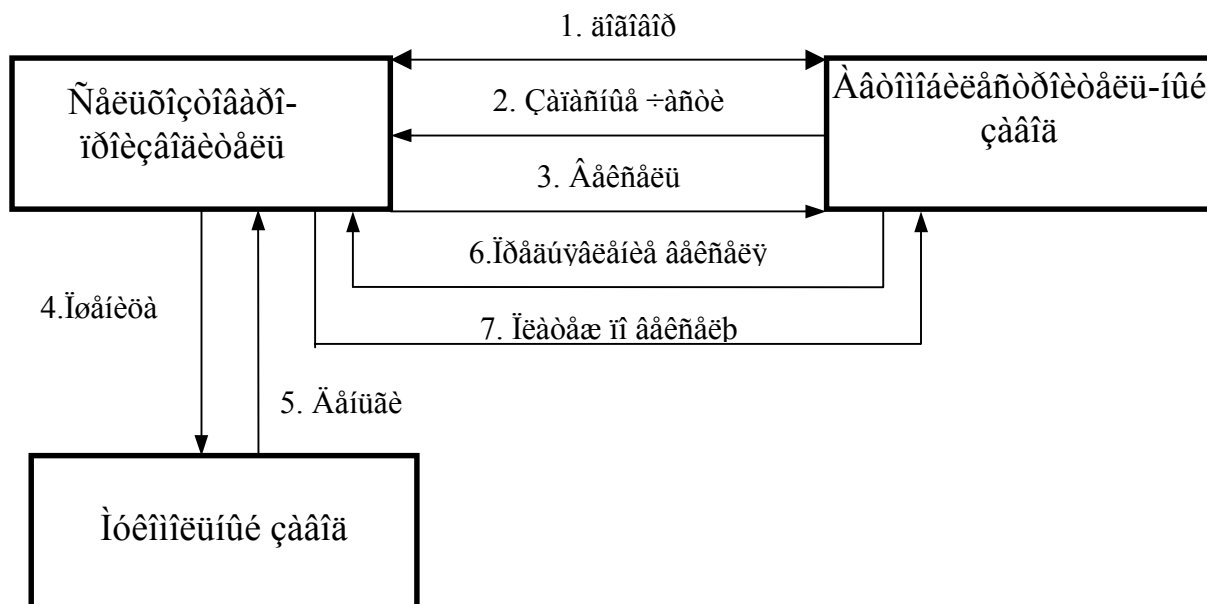 1. äîãîâîð
Ñåëüõîçòîâàðî-
ïðîèçâîäèòåëü
2. Çàïàñíûå ÷àñòè
Àâòîìîáèëåñòðîèòåëü-íûé
çàâîä
3. Âåêñåëü
6.Ïðåäúÿâëåíèå âåêñåëÿ
4.Ïøåíèöà
7. Ïëàòåæ ïî âåêñåëþ
5. Äåíüãè
Ìóêîìîëüíûé çàâîä